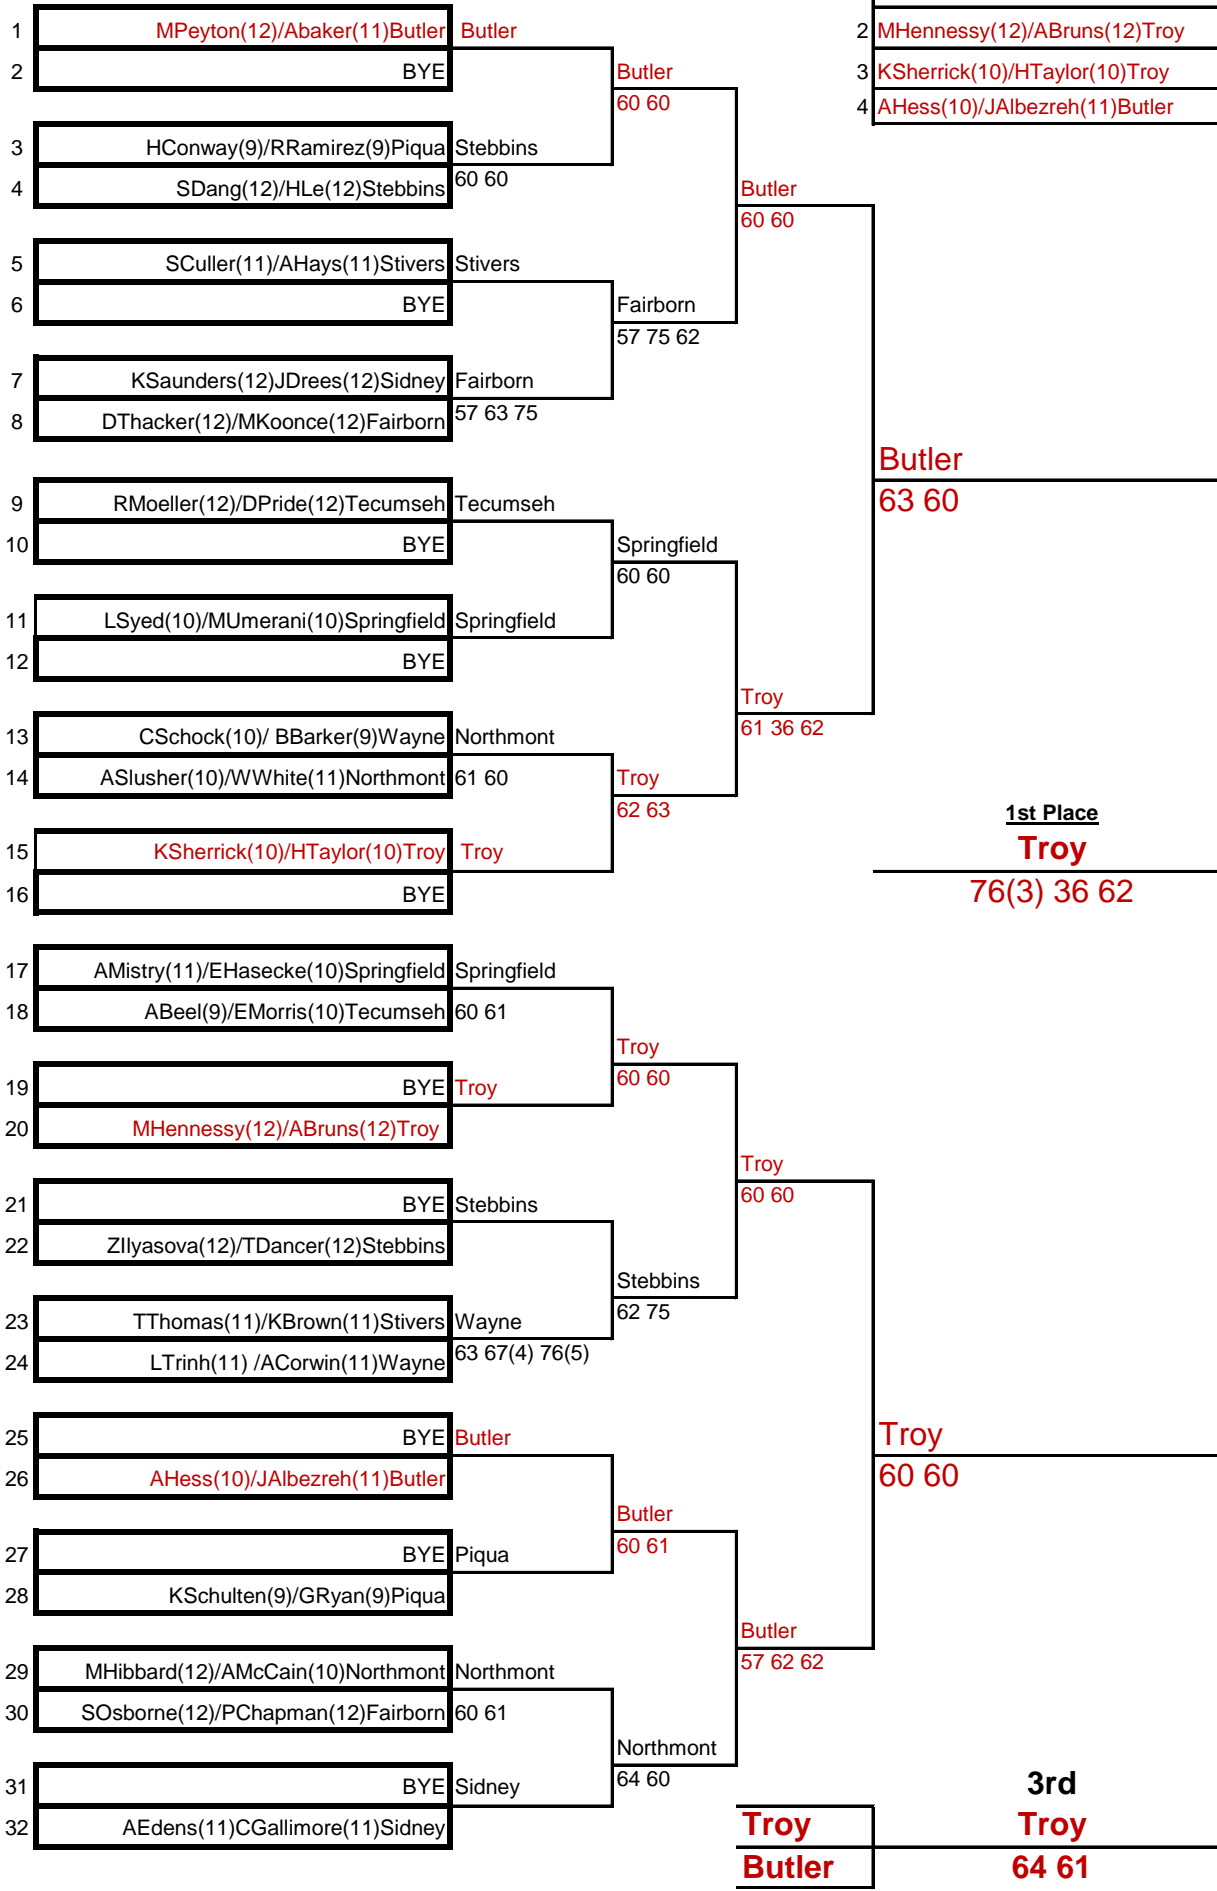 1 MPeyton(12)/Abaker(11)Butler Butler
2 MHennessy(12)/ABruns(12)Troy
2 BYE
Butler
3 KSherrick(10)/HTaylor(10)Troy
60 60
4 AHess(10)/JAlbezreh(11)Butler
3 HConway(9)/RRamirez(9)Piqua Stebbins
4 SDang(12)/HLe(12)Stebbins 60 60
Butler
60 60
5 SCuller(11)/AHays(11)Stivers Stivers
6 BYE
Fairborn
57 75 62
7 KSaunders(12)JDrees(12)Sidney Fairborn
8 DThacker(12)/MKoonce(12)Fairborn 57 63 75
Butler
63 60
9 RMoeller(12)/DPride(12)Tecumseh Tecumseh
10 BYE
Springfield
60 60
11 LSyed(10)/MUmerani(10)Springfield Springfield
12 BYE
Troy
61 36 62
13 CSchock(10)/ BBarker(9)Wayne Northmont
14 ASlusher(10)/WWhite(11)Northmont 61 60
Troy
62 63
1st Place
15 KSherrick(10)/HTaylor(10)Troy Troy
Troy
16 BYE
76(3) 36 62
17 AMistry(11)/EHasecke(10)Springfield Springfield
18 ABeel(9)/EMorris(10)Tecumseh 60 61
Troy
60 60
19 BYE Troy
20 MHennessy(12)/ABruns(12)Troy
Troy
60 60
21 BYE Stebbins
22 ZIlyasova(12)/TDancer(12)Stebbins
Stebbins
62 75
23 TThomas(11)/KBrown(11)Stivers Wayne
24 LTrinh(11) /ACorwin(11)Wayne 63 67(4) 76(5)
25 BYE Butler
Troy
60 60
26 AHess(10)/JAlbezreh(11)Butler
Butler
60 61
27 BYE Piqua
28 KSchulten(9)/GRyan(9)Piqua
Butler
57 62 62
29 MHibbard(12)/AMcCain(10)Northmont Northmont
30 SOsborne(12)/PChapman(12)Fairborn 60 61
Northmont
64 60
31 BYE Sidney
3rd
32 AEdens(11)CGallimore(11)Sidney
Troy Troy
Butler 64 61